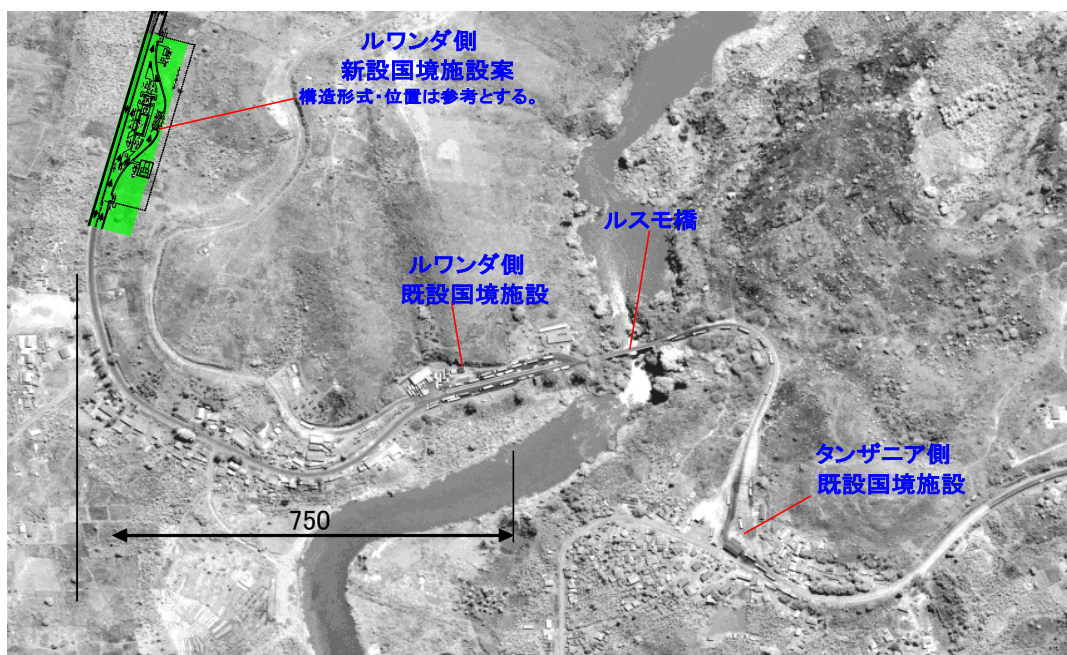 ルワンダ側
新設国境施設案
構造形式・位置は参考とする。
ルスモ橋
ルワンダ側
既設国境施設
タンザニア側
既設国境施設
750